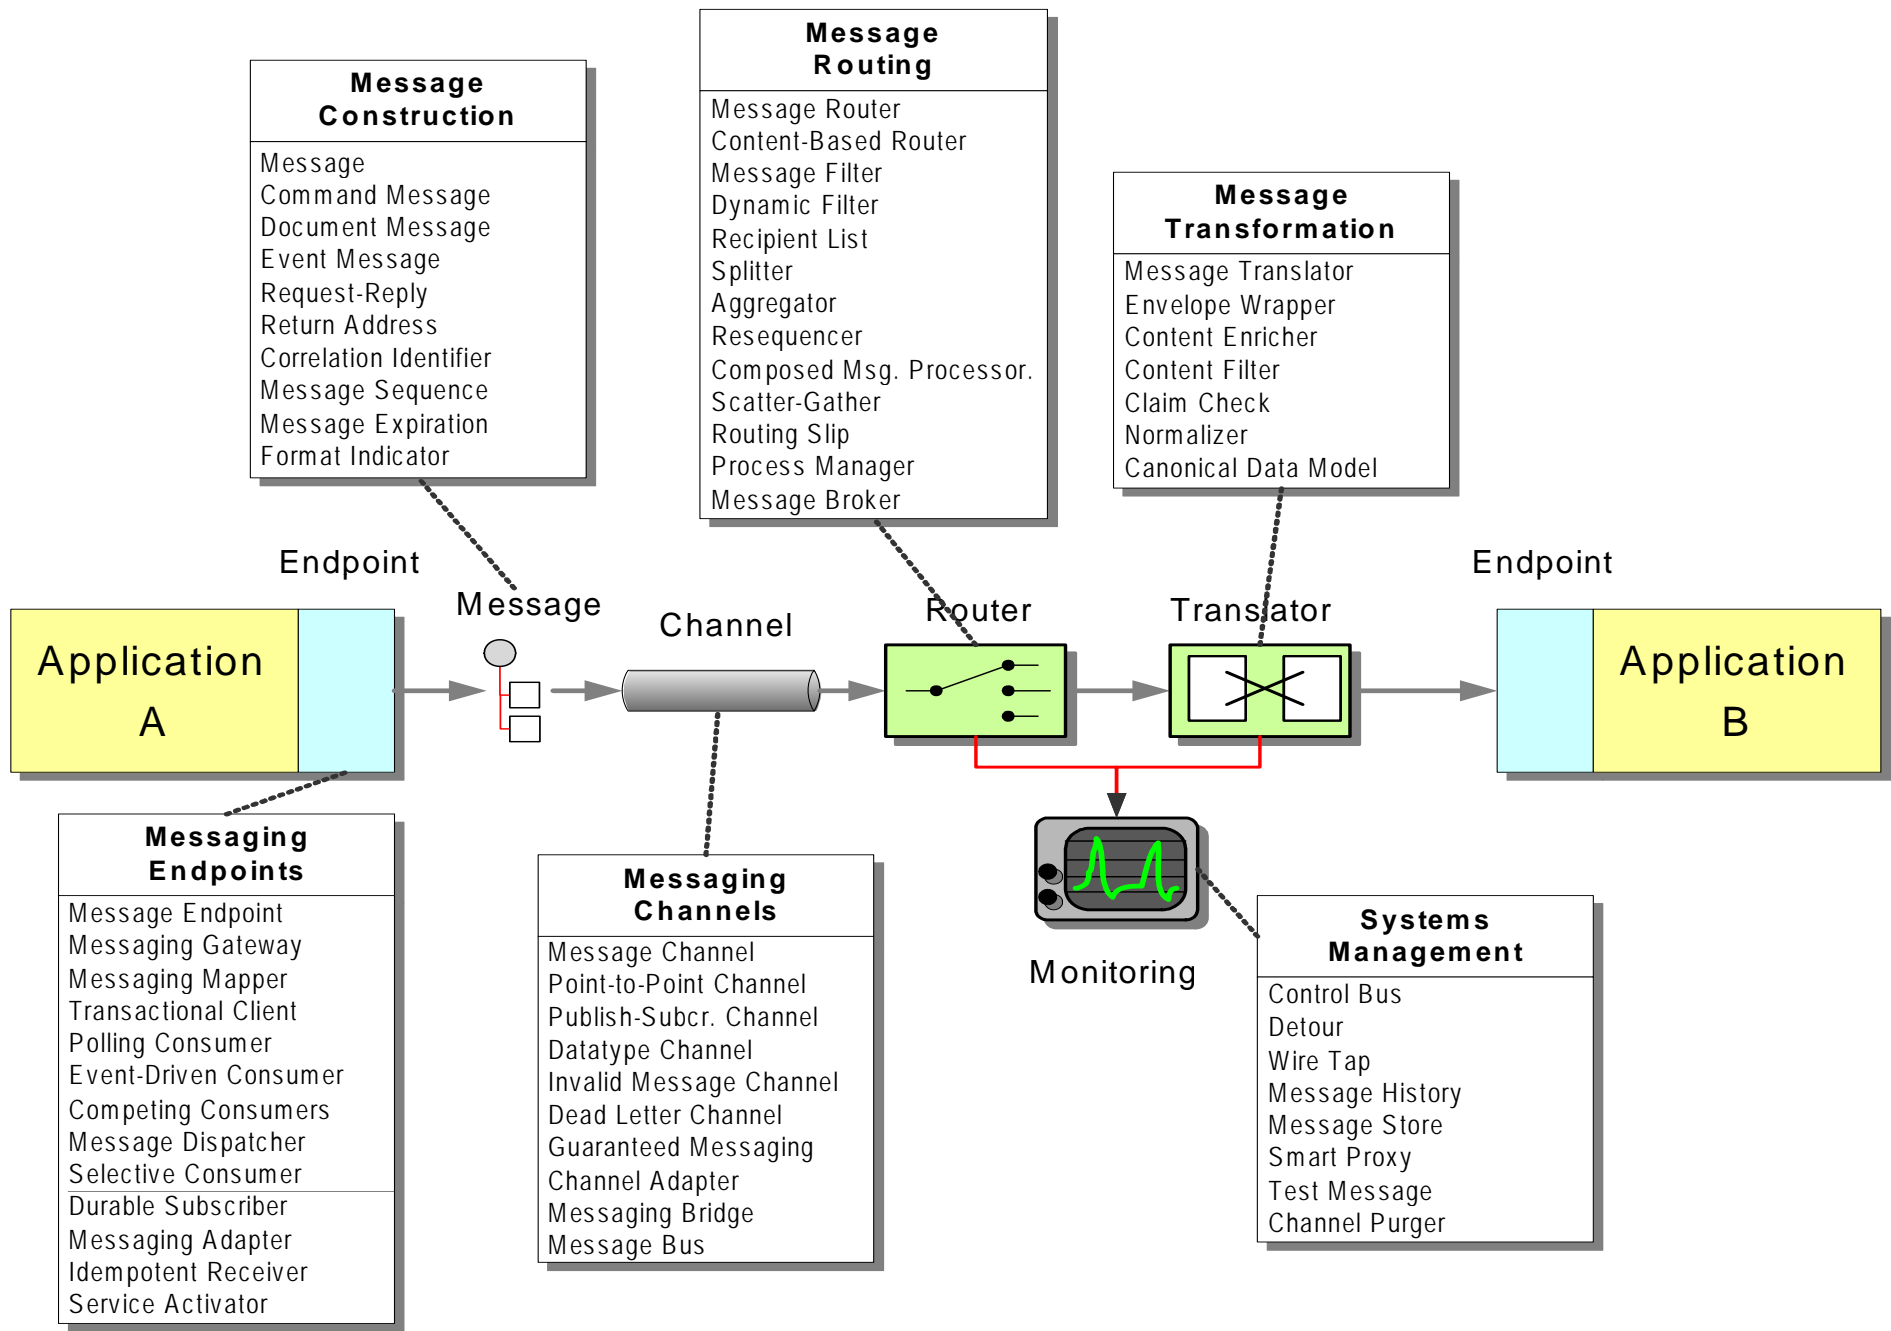 Message
Routing
Message Router
Content-Based Router
Message Filter
Dynamic Filter
Recipient List
Splitter
Aggregator
Resequencer
Composed Msg. Processor.
Scatter-Gather
Routing Slip
Process Manager
Message Broker
Message
Construction
Message
Command Message
Document Message
Event Message
Request-Reply
Return Address
Correlation Identifier
Message Sequence
Message Expiration
Format Indicator
Message
Transformation
Message Translator
Envelope Wrapper
Content Enricher
Content Filter
Claim Check
Normalizer
Canonical Data Model
Endpoint
Message
Channel
Router
Translator
Endpoint
Application
A
Application
B
Messaging
Endpoints
Message Endpoint
Messaging Gateway
Messaging Mapper
Transactional Client
Polling Consumer
Event-Driven Consumer
Competing Consumers
Message Dispatcher
Selective Consumer
Durable Subscriber
Messaging Adapter
Idempotent Receiver
Service Activator
Messaging
Channels
Message Channel
Point-to-Point Channel
Publish-Subcr. Channel
Datatype Channel
Invalid Message Channel
Dead Letter Channel
Guaranteed Messaging
Channel Adapter
Messaging Bridge
Message Bus
Monitoring
Systems
Management
Control Bus
Detour
Wire Tap
Message History
Message Store
Smart Proxy
Test Message
Channel Purger